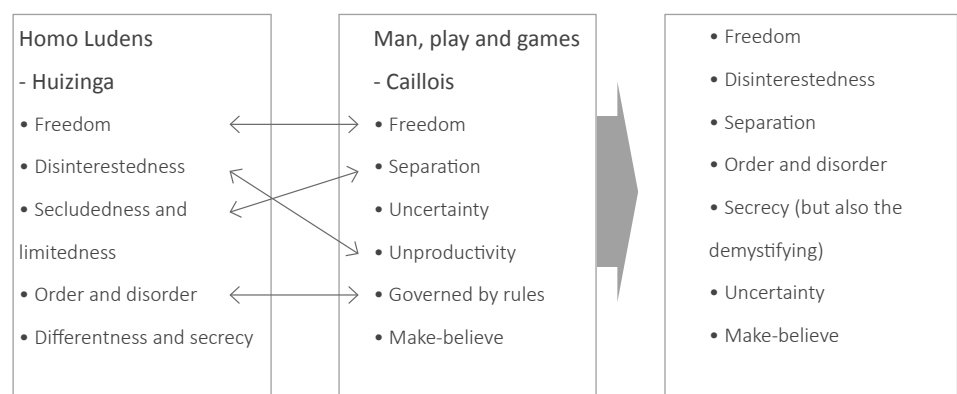 Homo Ludens
- Huizinga
• Freedom
• Disinterestedness
• Secludedness and
limitedness
• Order and disorder
• Differentness and secrecy
Man, play and games
- Caillois
• Freedom
• Separation
• Uncertainty
• Unproductivity
• Governed by rules
• Make-believe
• Freedom
• Disinterestedness
• Separation
• Order and disorder
• Secrecy (but also the
demystifying)
• Uncertainty
• Make-believe